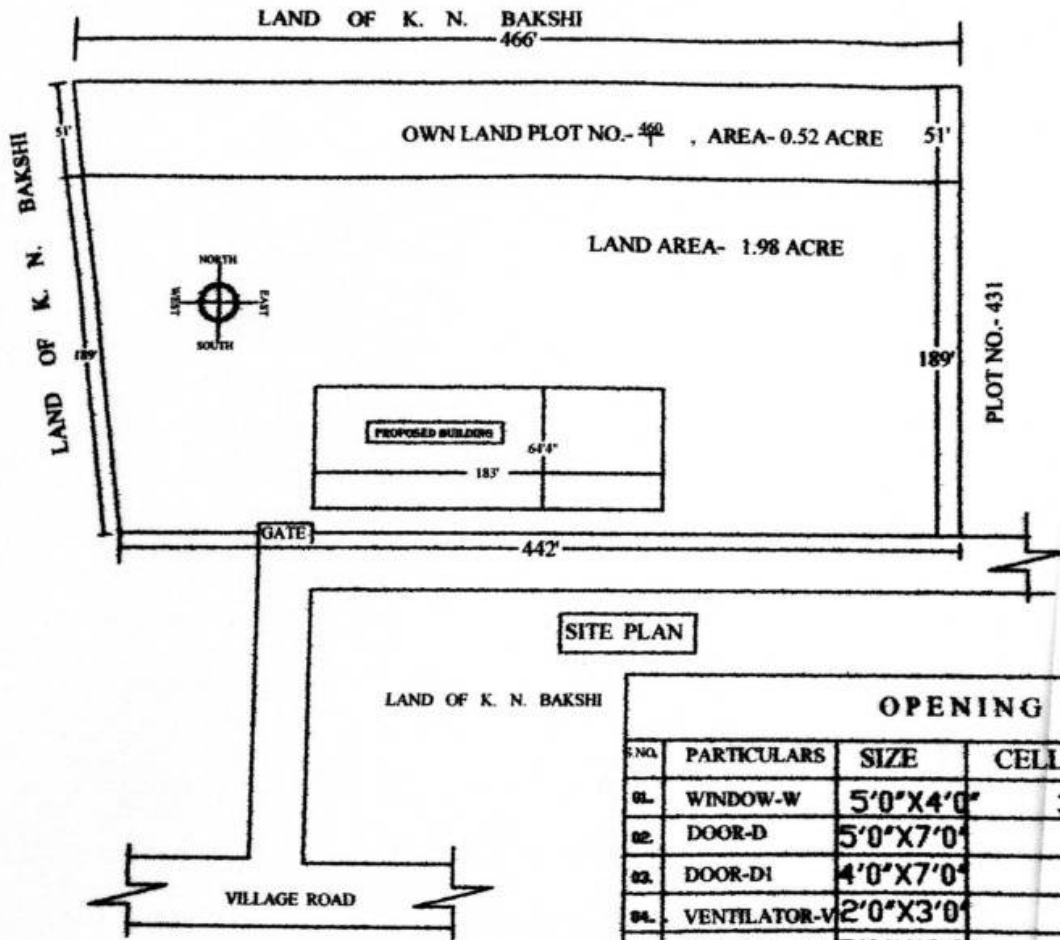 LAND OF K. N. BAKSHI
466'
OWN LAND PLOT NO.- 460/1 , AREA- 0.52 ACRE
51'
51'
LAND OF K. N. BAKSHI
LAND AREA- 1.98 ACRE
NORTH
WEST
EAST
SOUTH
189'
189'
PLOT NO.- 431
PROPOSED BUILDING
64'4"
183'
GATE
442'
SITE PLAN
LAND OF K. N. BAKSHI
OPENING
S.NO. PARTICULARS SIZE CELL
01. WINDOW-W 5'0"X4'0"
02. DOOR-D 5'0"X7'0"
03. DOOR-D1 4'0"X7'0"
04. VENTILATOR-V 2'0"X3'0"
VILLAGE ROAD